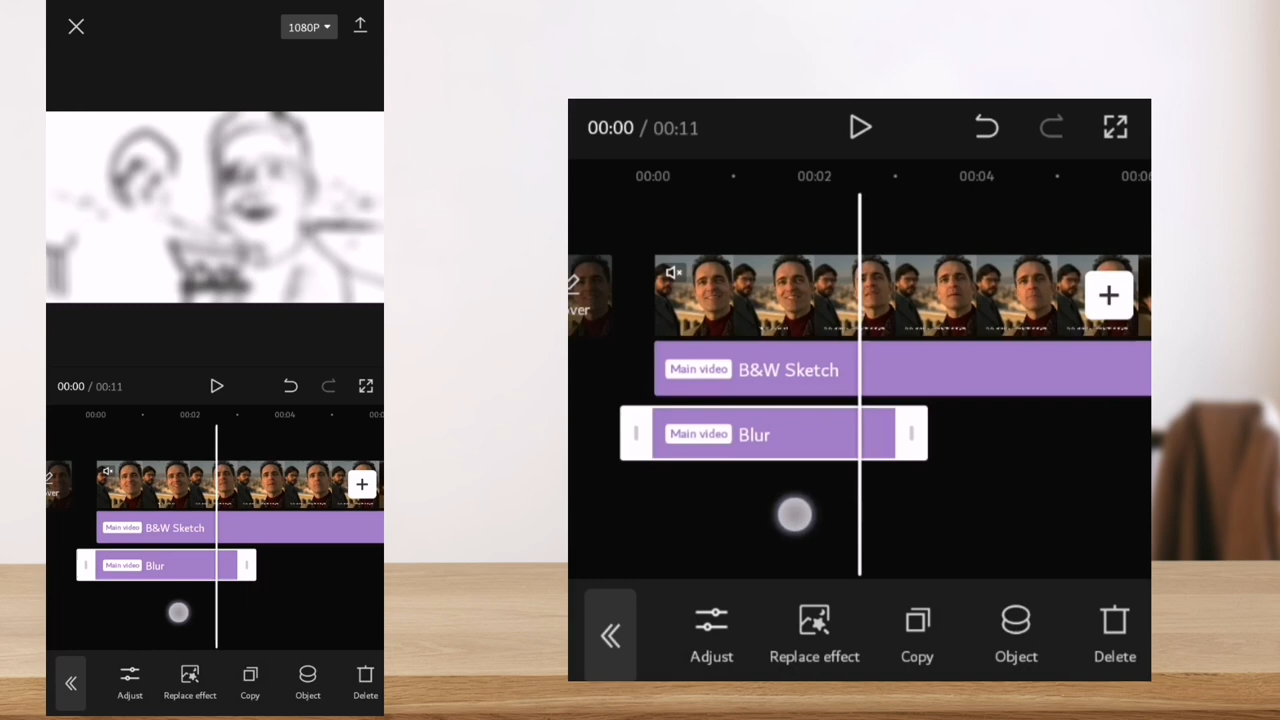 1080P
00:00 / 00:11
00:00
00:02
00:04
ver
Main video B&W Sketch
Main video Blur
Adjust
Replace effect
Copy
Object
Delete
00:00 / 00:11
00:00
00:02
00:04
ver
Main video B&W Sketch
Main video Blur
Adjust
Replace effect
Copy
Object
Delete